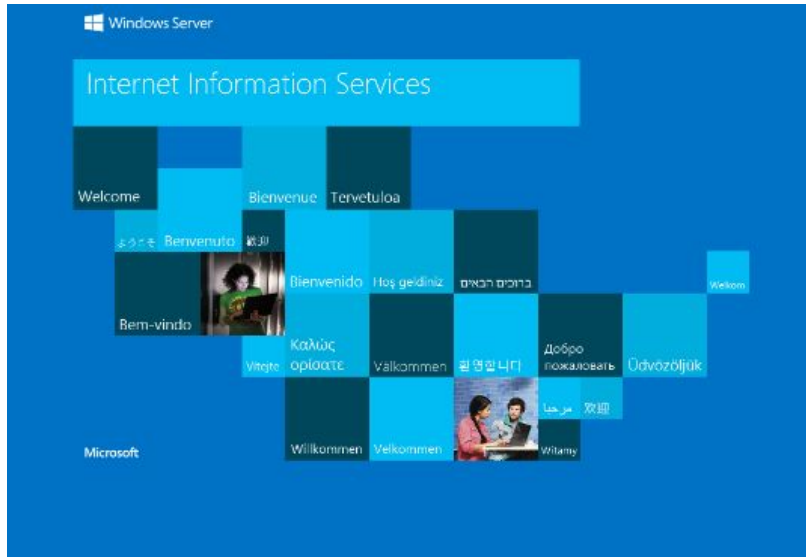 Windows Server
Internet Information Services
Welcome
Bienvenue
Tervetuloa
ようこそ
Benvenuto
歡迎
Bienvenido
Hoş geldiniz
ברוכים הבאים
Welkom
Bem-vindo
Vítejte
Καλώς
ορίσατε
Välkommen
환영합니다
Добро
пожаловать
Üdvözöljük
مرحبا
欢迎
Willkommen
Velkommen
Witamy
Microsoft